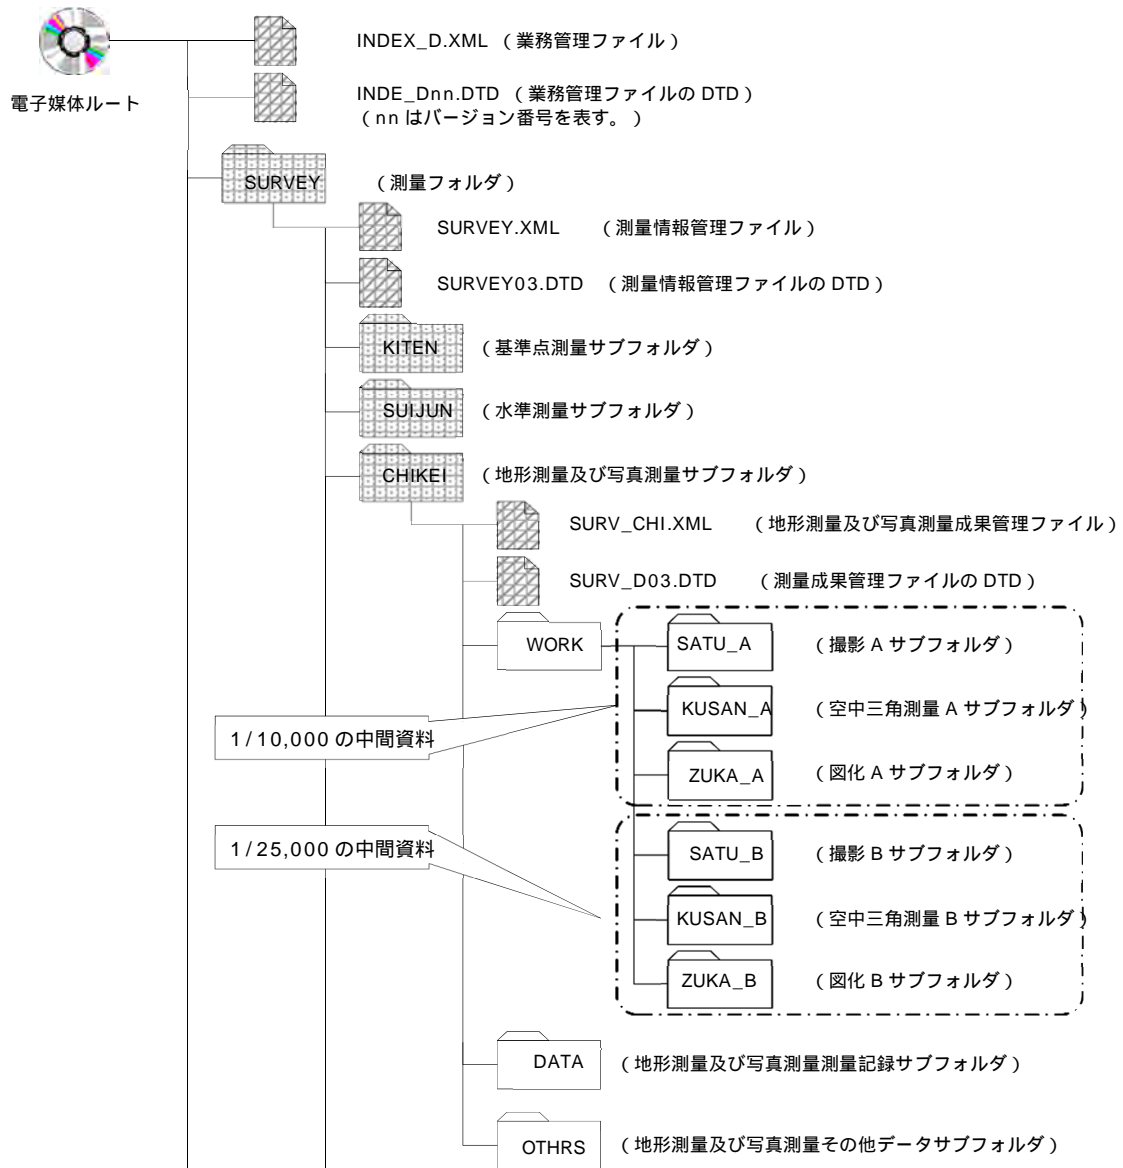 INDEX_D.XML (業務管理ファイル)
電子媒体ルート
INDE_Dnn.DTD (業務管理ファイルの DTD)
(nn はバージョン番号を表す。)
SURVEY (測量フォルダ)
SURVEY.XML (測量情報管理ファイル)
SURVEY03.DTD (測量情報管理ファイルの DTD)
KITEN (基準点測量サブフォルダ)
SUIJUN (水準測量サブフォルダ)
CHIKEI (地形測量及び写真測量サブフォルダ)
SURV_CHI.XML (地形測量及び写真測量成果管理ファイル)
SURV_D03.DTD (測量成果管理ファイルの DTD)
WORK
SATU_A (撮影 A サブフォルダ)
KUSAN_A (空中三角測量 A サブフォルダ)
1/10,000 の中間資料
ZUKA_A (図化 A サブフォルダ)
1/25,000 の中間資料
SATU_B (撮影 B サブフォルダ)
KUSAN_B (空中三角測量 B サブフォルダ)
ZUKA_B (図化 B サブフォルダ)
DATA (地形測量及び写真測量測量記録サブフォルダ)
OTHRS (地形測量及び写真測量その他データサブフォルダ)